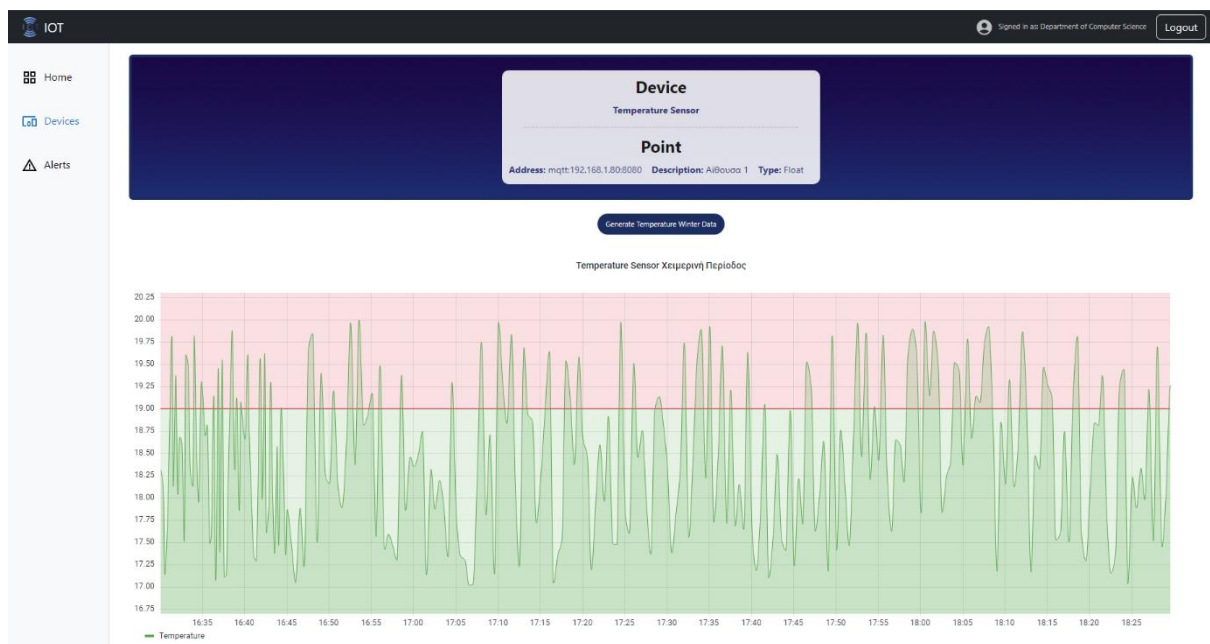 IOT
Signed in as: Department of Computer Science
Logout
Home
Devices
Alerts
Device
Temperature Sensor
Point
Address: mqtt:192.168.1.80:8080 Description: Αίθουσα 1 Type: Float
Generate Temperature Winter Data
Temperature Sensor Χειμερινή Περίοδος
20.25
20.00
19.75
19.50
19.25
19.00
18.75
18.50
18.25
18.00
17.75
17.50
17.25
17.00
16.75
16:35 16:40 16:45 16:50 16:55 17:00 17:05 17:10 17:15 17:20 17:25 17:30 17:35 17:40 17:45 17:50 17:55 18:00 18:05 18:10 18:15 18:20 18:25
Temperature